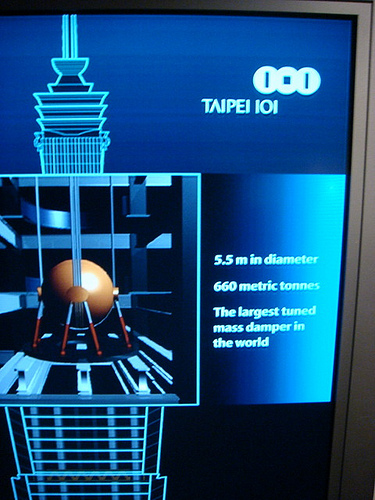 TAIPEI 101
5.5 m in diameter
660 metric tonnes
The largest tuned
mass damper in
the world